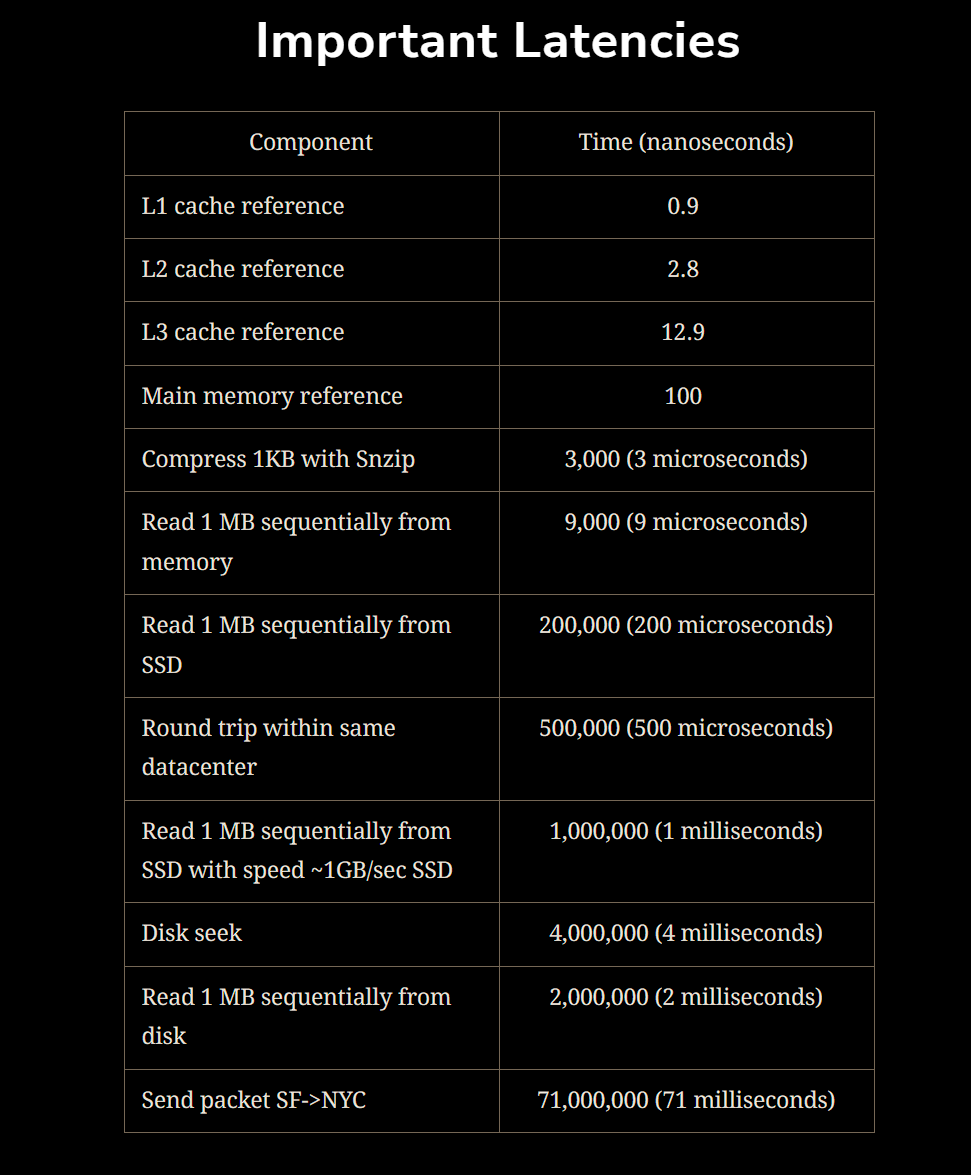 Important Latencies
Component
Time (nanoseconds)
L1 cache reference
0.9
L2 cache reference
2.8
L3 cache reference
12.9
Main memory reference
100
Compress 1KB with Snzip
3,000 (3 microseconds)
Read 1 MB sequentially from
memory
9,000 (9 microseconds)
Read 1 MB sequentially from
SSD
200,000 (200 microseconds)
Round trip within same
datacenter
500,000 (500 microseconds)
Read 1 MB sequentially from
SSD with speed ~1GB/sec SSD
1,000,000 (1 milliseconds)
Disk seek
4,000,000 (4 milliseconds)
Read 1 MB sequentially from
disk
2,000,000 (2 milliseconds)
Send packet SF->NYC
71,000,000 (71 milliseconds)